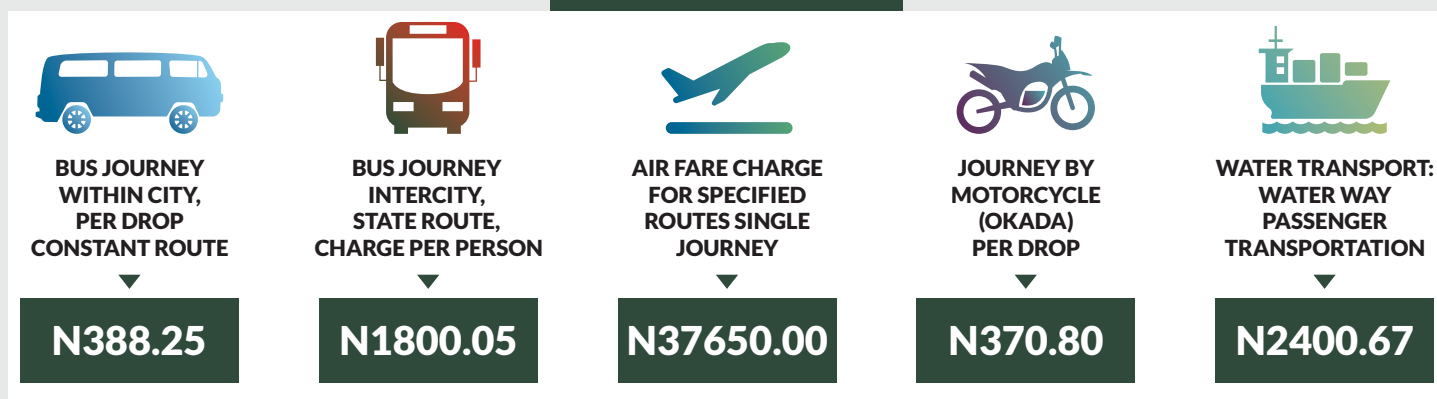 BUS JOURNEY
WITHIN CITY,
PER DROP
CONSTANT ROUTE
N388.25
BUS JOURNEY
INTERCITY,
STATE ROUTE,
CHARGE PER PERSON
N1800.05
AIR FARE CHARGE
FOR SPECIFIED
ROUTES SINGLE
JOURNEY
N37650.00
JOURNEY BY
MOTORCYCLE
(OKADA)
PER DROP
N370.80
WATER TRANSPORT:
WATER WAY
PASSENGER
TRANSPORTATION
N2400.67